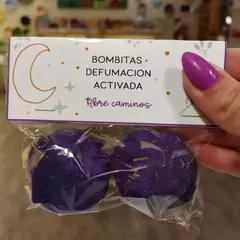 BOMBITAS
DEFUMACION
ACTIVADA
Abre caminos